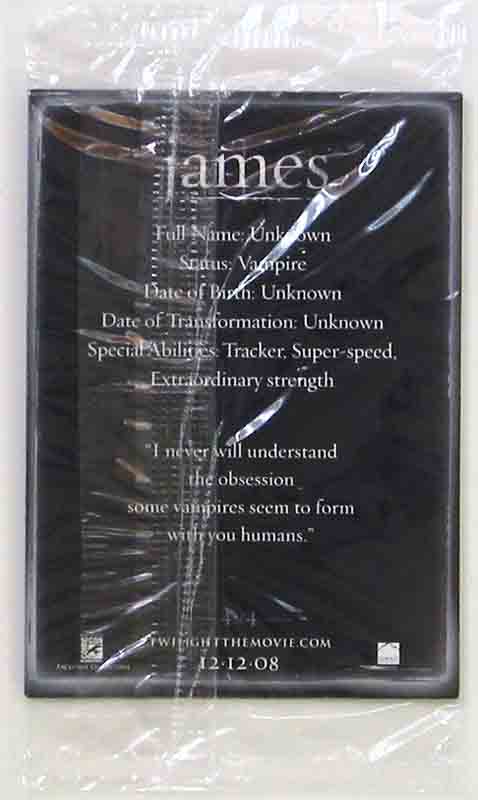 james
Full Name: Unknown
Status: Vampire
Date of Birth: Unknown
Date of Transformation: Unknown
Special Abilities: Tracker, Super-speed,
Extraordinary strength
"I never will understand
the obsession
some vampires seem to form
with you humans."
TWILIGHTTHEMOVIE.COM
12·12·08